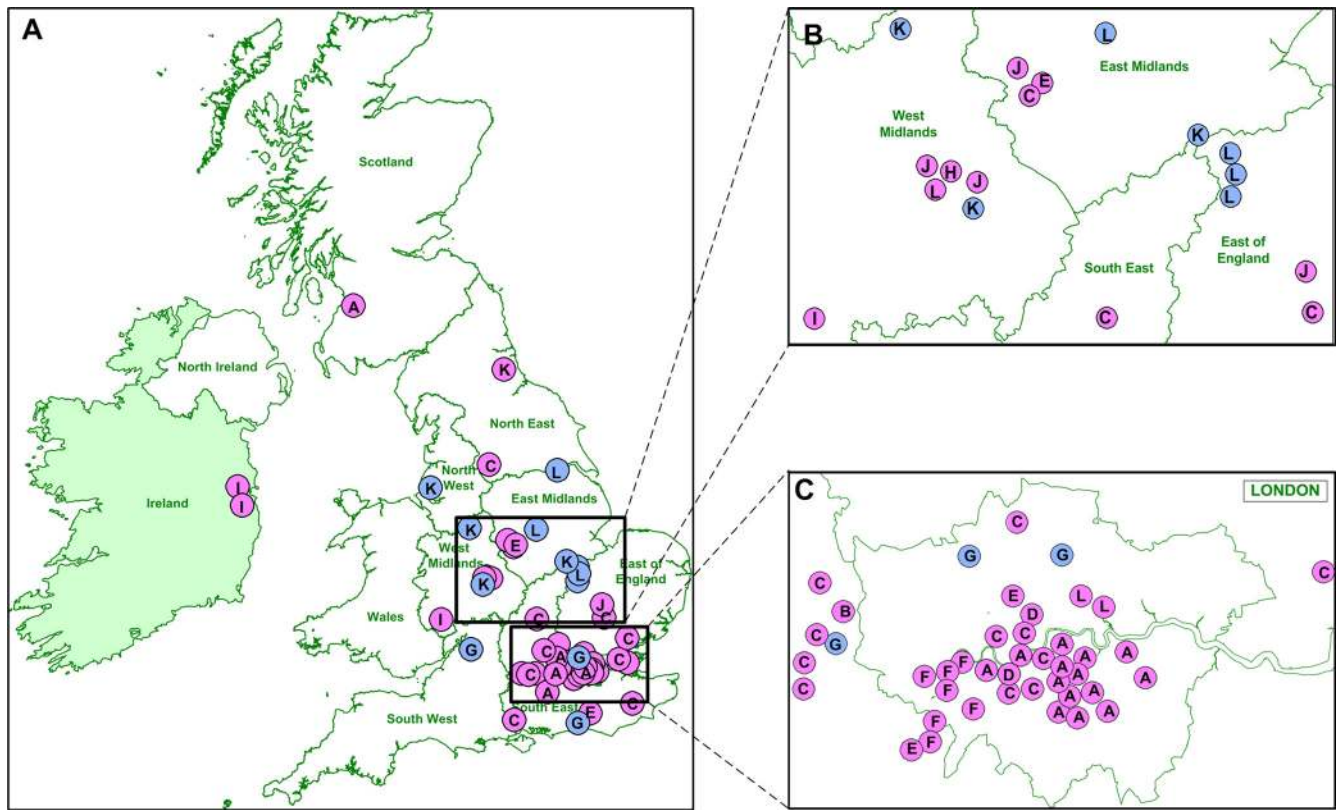 A
Scotland
A
North Ireland
K
North East
C
North
West
L
K
Ireland
I
East Midlands
K
L
E
West
Midlands
K
K
L
East of
England
J
C
Wales
I
C
G
C
C
A
G
C
C
A
A
A
C
South West
South East
C
E
G
B
K
L
East Midlands
J
E
C
West
Midlands
K
L
L
L
J
H
J
L
K
East of
England
South East
J
I
C
C
C
LONDON
C
G
G
C
C
B
C
G
C
C
E
L
D
L
C
C
A
A
C
A
A
F
F
F
A
D
A
A
A
A
F
C
C
A
A
F
A
A
A
F
F
E